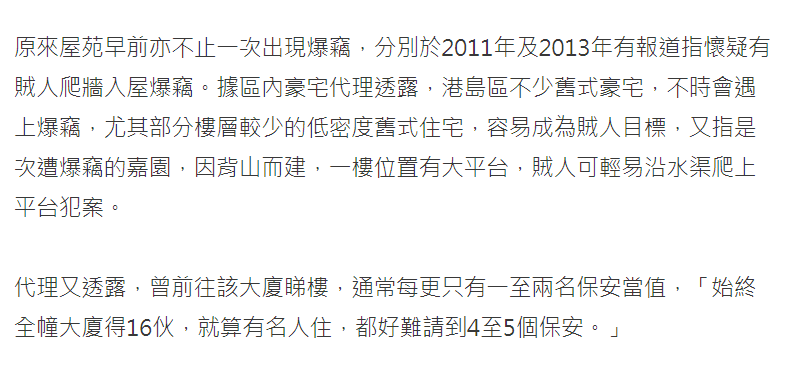 原來屋苑早前亦不止一次出現爆竊，分別於2011年及2013年有報道指懷疑有
賊人爬牆入屋爆竊。據區內豪宅代理透露，港島區不少舊式豪宅，不時會遇
上爆竊，尤其部分樓層較少的低密度舊式住宅，容易成為賊人目標，又指是
次遭爆竊的嘉園，因背山而建，一樓位置有大平台，賊人可輕易沿水渠爬上
平台犯案。
代理又透露，曾前往該大廈睇樓，通常每更只有一至兩名保安當值，「始終
全幢大廈得16伙，就算有名人住，都好難請到4至5個保安。」